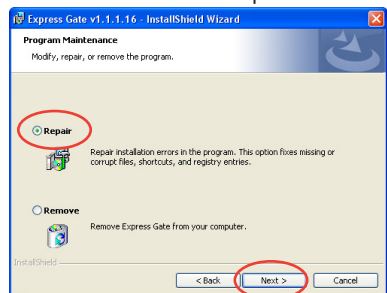 Express Gate v1.1.1.16 - InstallShield Wizard
Program Maintenance
Modify, repair, or remove the program.
Repair
Repair installation errors in the program. This option fixes missing or
corrupt files, shortcuts, and registry entries.
Remove
Remove Express Gate from your computer.
InstallShield
< Back Next > Cancel